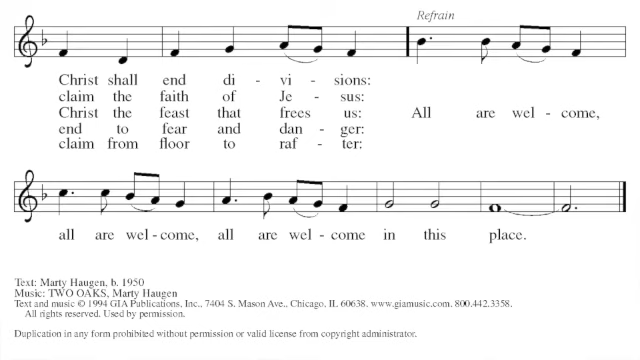 Refrain
Christ shall end di - vi - sions:
claim the faith of Je - sus:
Christ the feast that frees us: All are wel - come,
end to fear and dan - ger:
claim from floor to raf - ter:
all are wel - come, all are wel - come in this place.
Text: Marty Haugen, b. 1950
Music: TWO OAKS, Marty Haugen
Text and music © 1994 GIA Publications, Inc., 7404 S. Mason Ave., Chicago, IL 60638. www.giamusic.com. 800.442.3358.
All rights reserved. Used by permission.
Duplication in any form prohibited without permission or valid license from copyright administrator.